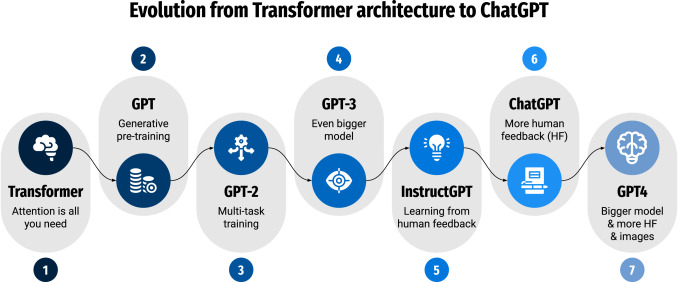 Evolution from Transformer architecture to ChatGPT
1
Transformer
Attention is all
you need
2
GPT
Generative
pre-training
3
GPT-2
Multi-task
training
4
GPT-3
Even bigger
model
5
InstructGPT
Learning from
human feedback
6
ChatGPT
More human
feedback (HF)
7
GPT4
Bigger model
& more HF
& images